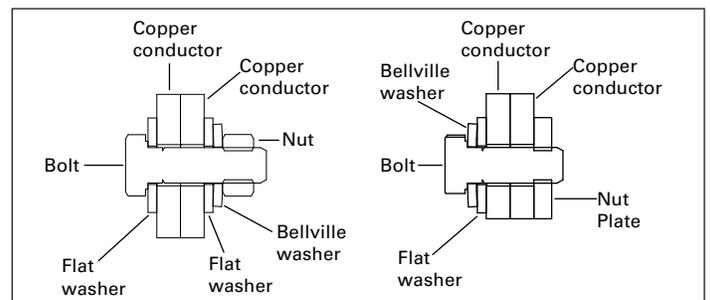 Copper
conductor
Copper
conductor
Nut
Bolt
Bellville
washer
Flat
washer
Flat
washer
Copper
conductor
Bellville
washer
Copper
conductor
Bolt
Nut
Plate
Flat
washer